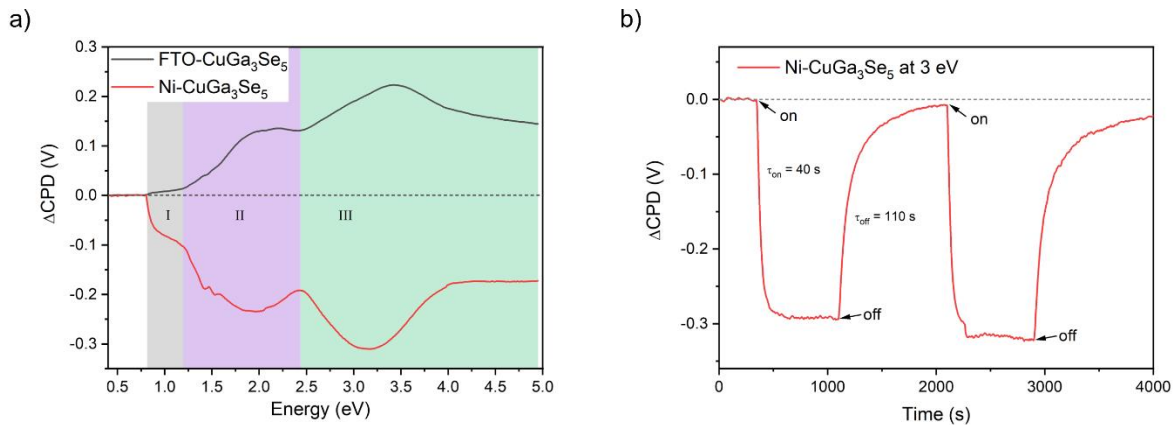 a)
FTO-CuGa₃Se₅
Ni-CuGa₃Se₅
0.3
0.2
0.1
0.0
-0.1
-0.2
-0.3
ΔCPD (V)
I
II
III
0.5 1.0 1.5 2.0 2.5 3.0 3.5 4.0 4.5 5.0
Energy (eV)
b)
Ni-CuGa₃Se₅ at 3 eV
0.0
-0.1
-0.2
-0.3
ΔCPD (V)
on
on
τon = 40 s
τoff = 110 s
off
off
0 1000 2000 3000 4000
Time (s)